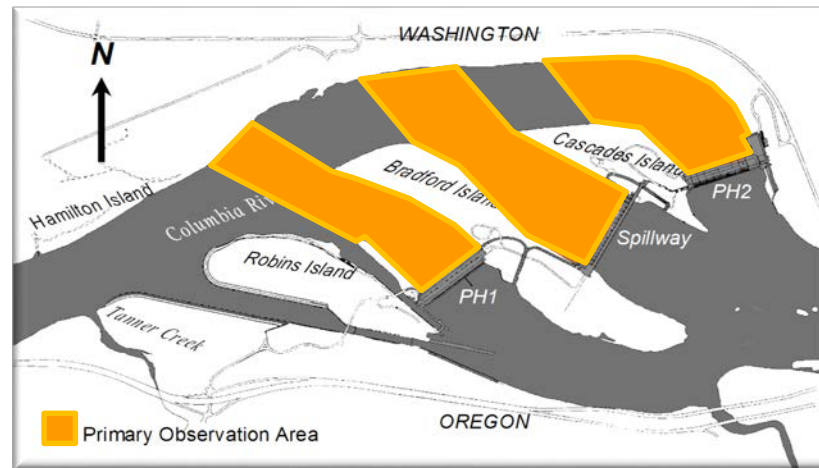 WASHINGTON
N
Cascades Island
Bradford Island
PH2
Hamilton Island
Columbia Rive
Spillway
Robins Island
PH1
Tanner Creek
OREGON
Primary Observation Area